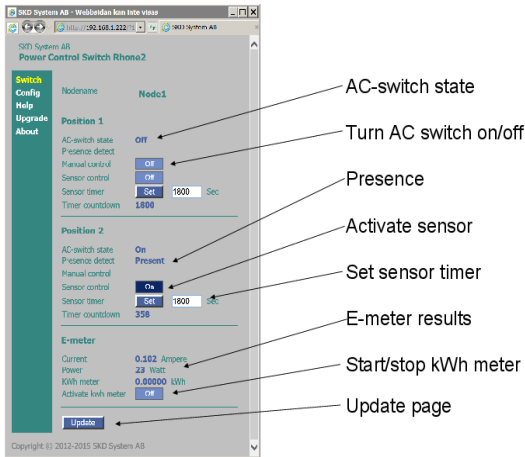 SKD System AB - Webbsidan kan inte visas
http://192.168.1.222/?1
SKD System AB
SKD System AB
Power Control Switch Rhone2
Switch
Config
Help
Upgrade
About
Nodename Node1
Position 1
AC-switch state Off
Presence detect
Manual control Off
Sensor control Off
Sensor timer Set 1800 Sec
Timer countdown 1800
Position 2
AC-switch state On
Presence detect Present
Manual control
Sensor control On
Sensor timer Set 1800 Sec
Timer countdown 358
E-meter
Current 0.102 Ampere
Power 23 Watt
KWh meter 0.00000 kWh
Activate kwh meter Off
Update
Copyright © 2012-2015 SKD System AB
AC-switch state
Turn AC switch on/off
Presence
Activate sensor
Set sensor timer
E-meter results
Start/stop kWh meter
Update page